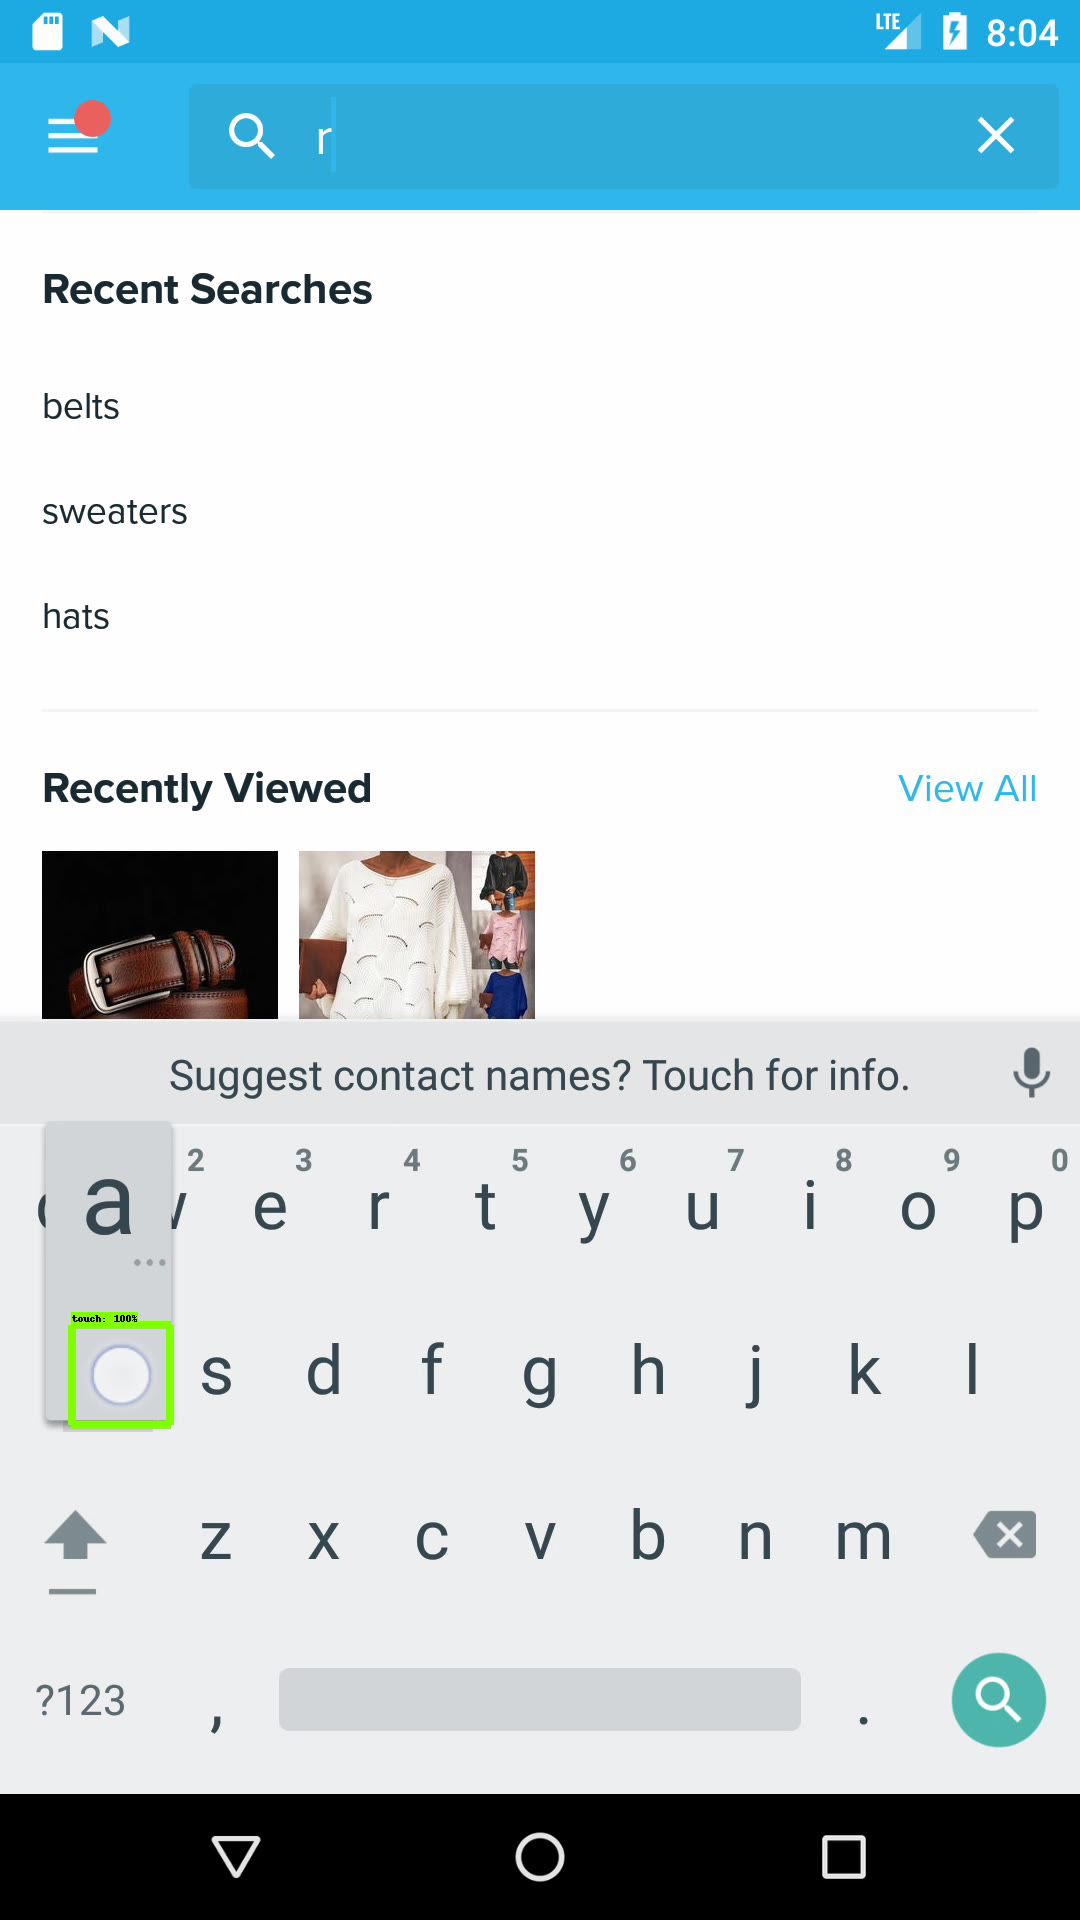 LTE 8:04
r
Recent Searches
belts
sweaters
hats
Recently Viewed View All
Suggest contact names? Touch for info.
2 3 4 5 6 7 8 9 0
a e r t y u i o p
touch: 100%
s d f g h j k l
z x c v b n m
?123 , .